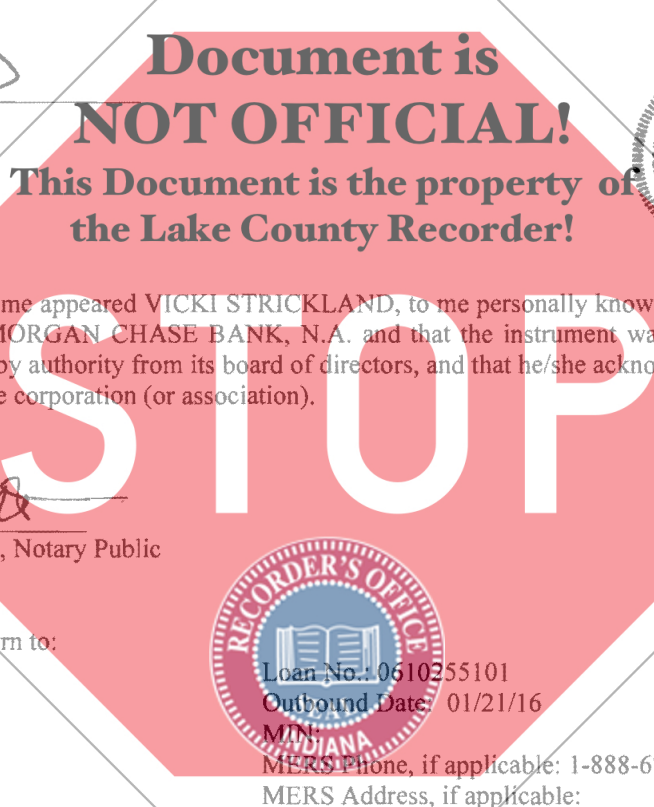 Document is
NOT OFFICIAL!
This Document is the property of
the Lake County Recorder!
me appeared VICKI STRICKLAND, to me personally know
MORGAN CHASE BANK, N.A. and that the instrument wa
by authority from its board of directors, and that he/she ackno
e corporation (or association).
STOP
, Notary Public
RECORDER'S OFFICE
rn to:
Loan No.: 0610255101
Outbound Date: 01/21/16
SEAL
MIN:
INDIANA
MERS Phone, if applicable: 1-888-6
MERS Address, if applicable: